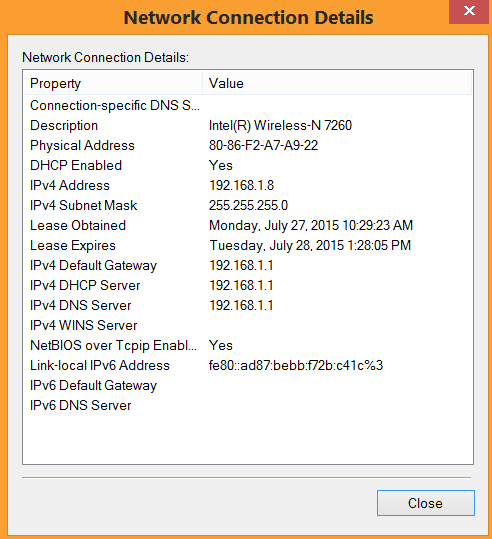 Network Connection Details
Network Connection Details:
Property Value
Connection-specific DNS S...
Description Intel(R) Wireless-N 7260
Physical Address 80-86-F2-A7-A9-22
DHCP Enabled Yes
IPv4 Address 192.168.1.8
IPv4 Subnet Mask 255.255.255.0
Lease Obtained Monday, July 27, 2015 10:29:23 AM
Lease Expires Tuesday, July 28, 2015 1:28:05 PM
IPv4 Default Gateway 192.168.1.1
IPv4 DHCP Server 192.168.1.1
IPv4 DNS Server 192.168.1.1
IPv4 WINS Server
NetBIOS over Tcpip Enabl... Yes
Link-local IPv6 Address fe80::ad87:bebb:f72b:c41c%3
IPv6 Default Gateway
IPv6 DNS Server
Close